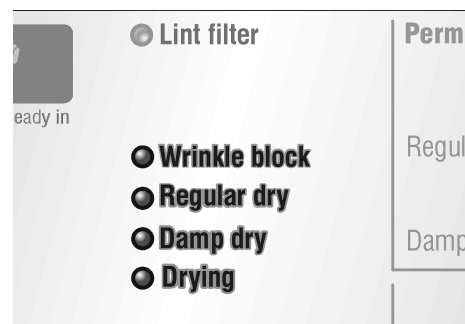 Lint filter
Perm
eady in
Wrinkle block
Regul
Regular dry
Damp dry
Damp
Drying